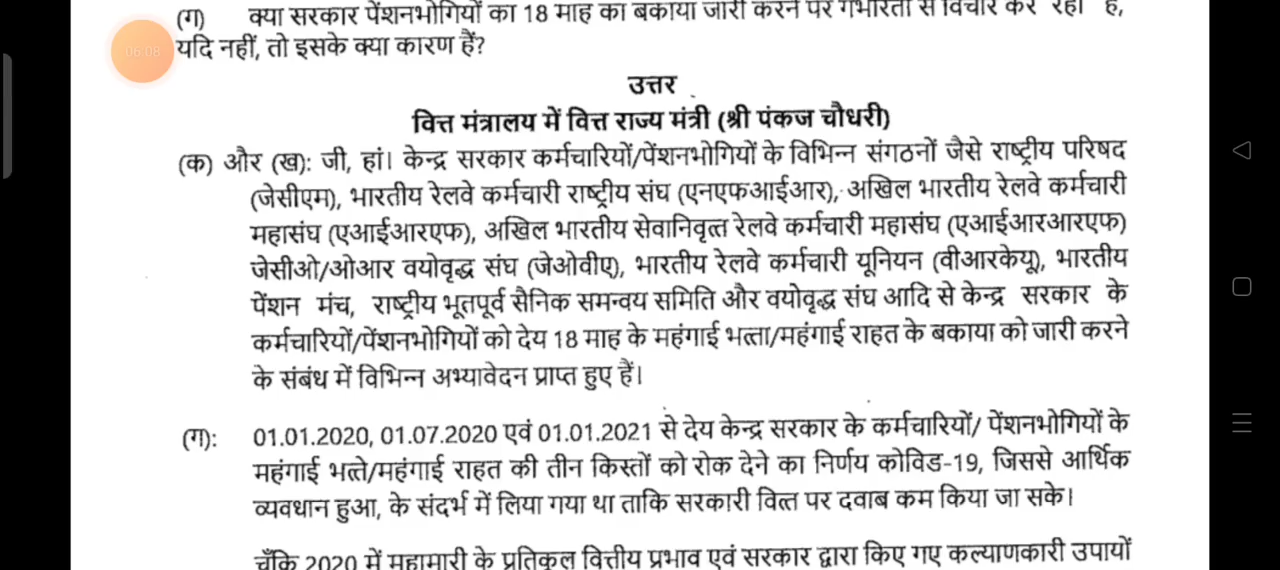 (ग) क्या सरकार पेंशनभोगियों का 18 माह का बकाया जारी करने पर गंभीरता से विचार कर रही है,
06:08
यदि नहीं, तो इसके क्या कारण हैं?
उत्तर
वित्त मंत्रालय में वित्त राज्य मंत्री (श्री पंकज चौधरी)
(क) और (ख): जी, हां। केन्द्र सरकार कर्मचारियों/पेंशनभोगियों के विभिन्न संगठनों जैसे राष्ट्रीय परिषद
(जेसीएम), भारतीय रेलवे कर्मचारी राष्ट्रीय संघ (एनएफआईआर), अखिल भारतीय रेलवे कर्मचारी
महासंघ (एआईआरएफ), अखिल भारतीय सेवानिवृत्त रेलवे कर्मचारी महासंघ (एआईआरआरएफ)
जेसीओ/ओआर वयोवृद्ध संघ (जेओवीए), भारतीय रेलवे कर्मचारी यूनियन (वीआरकेयू), भारतीय
पेंशन मंच, राष्ट्रीय भूतपूर्व सैनिक समन्वय समिति और वयोवृद्ध संघ आदि से केन्द्र सरकार के
कर्मचारियों/पेंशनभोगियों को देय 18 माह के महंगाई भत्ता/महंगाई राहत के बकाया को जारी करने
के संबंध में विभिन्न अभ्यावेदन प्राप्त हुए हैं।
(ग): 01.01.2020, 01.07.2020 एवं 01.01.2021 से देय केन्द्र सरकार के कर्मचारियों/ पेंशनभोगियों के
महंगाई भत्ते/महंगाई राहत की तीन किस्तों को रोक देने का निर्णय कोविड-19, जिससे आर्थिक
व्यवधान हुआ, के संदर्भ में लिया गया था ताकि सरकारी वित्त पर दवाब कम किया जा सके।
चूँकि 2020 में महामारी के प्रतिकूल वित्तीय प्रभाव एवं सरकार द्वारा किए गए कल्याणकारी उपायों